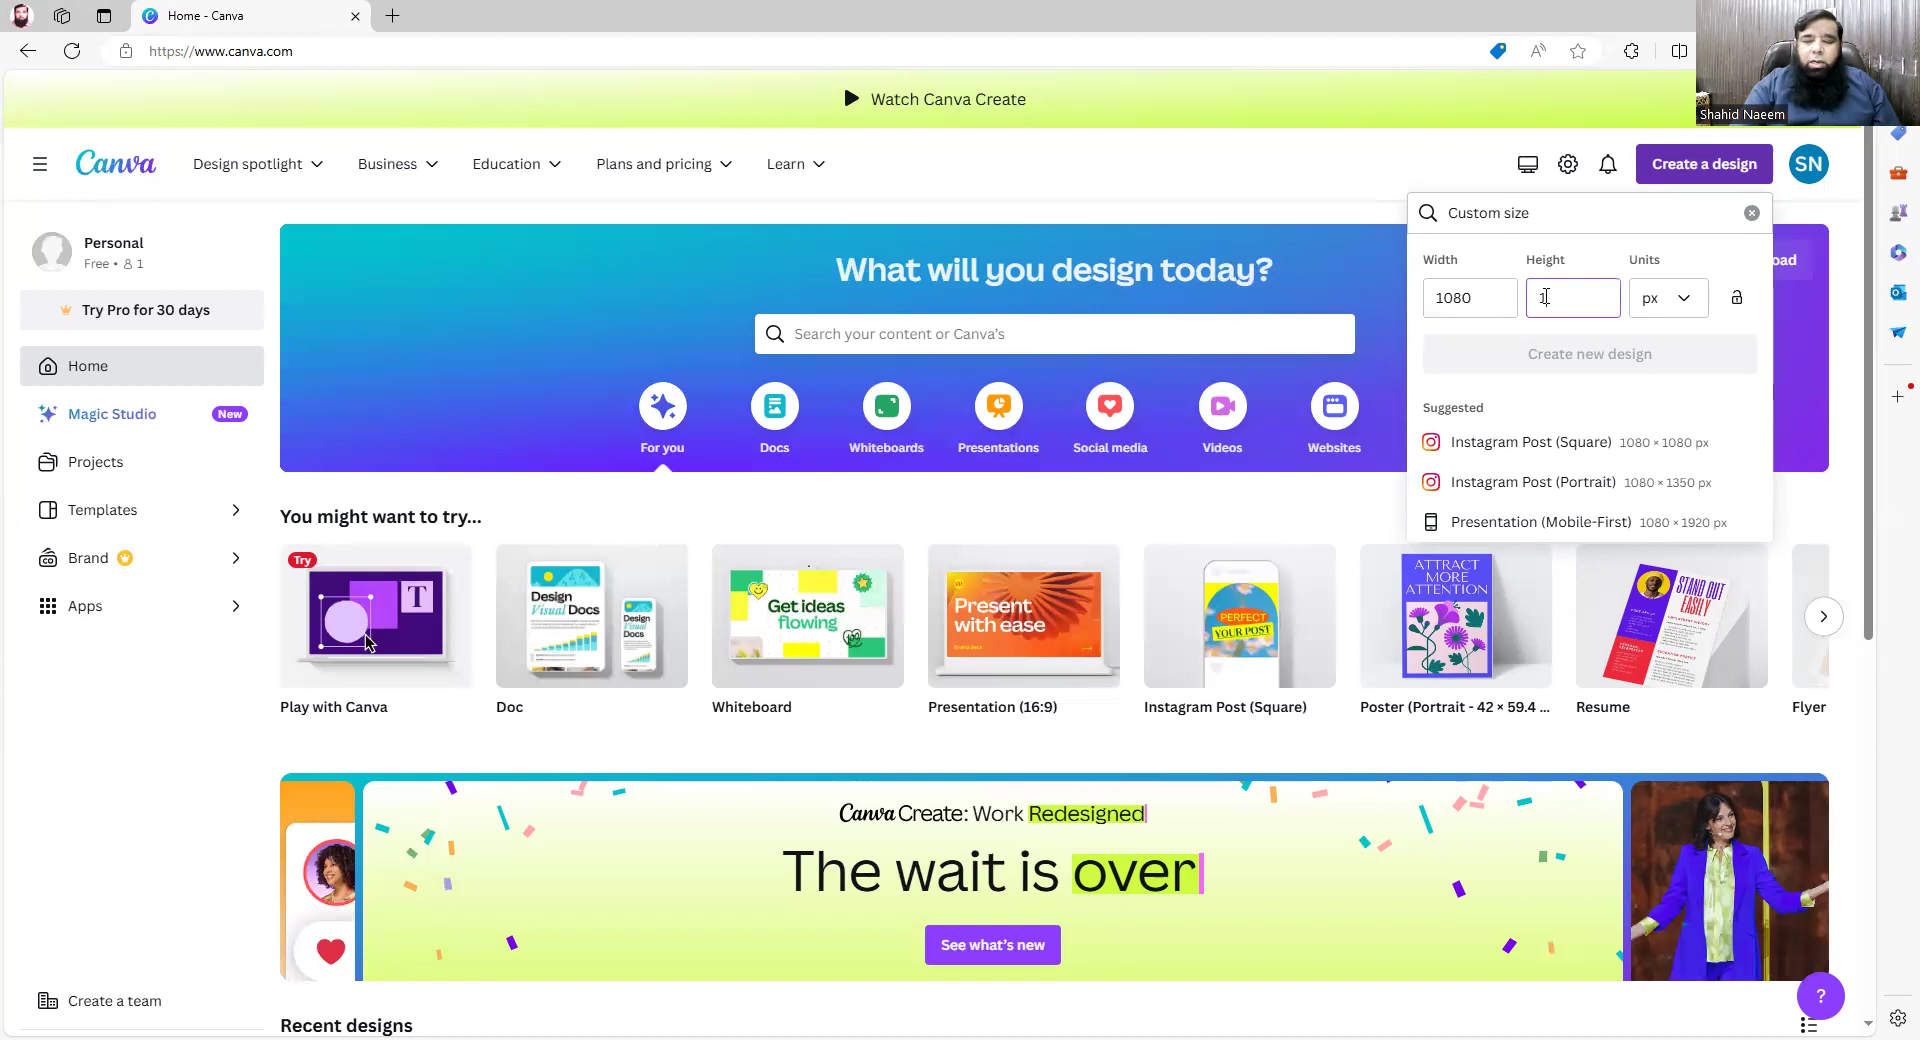 Home - Canva
https://www.canva.com
Shahid Naeem
Watch Canva Create
Canva
Design spotlight
Business
Education
Plans and pricing
Learn
Create a design
SN
Custom size
Personal
Free • 1
Try Pro for 30 days
Home
Magic Studio
New
Projects
Templates
Brand
Apps
Create a team
What will you design today?
oad
Search your content or Canva's
For you
Docs
Whiteboards
Presentations
Social media
Videos
Websites
Width
Height
Units
1080
1
px
Create new design
Suggested
Instagram Post (Square) 1080 × 1080 px
Instagram Post (Portrait) 1080 × 1350 px
Presentation (Mobile-First) 1080 × 1920 px
You might want to try...
Try
T
Design
Visual Docs
Design
Visual
Docs
Get ideas
flowing
Present
with ease
PERFECT
YOUR POST
ATTRACT
MORE
ATTENTION
STAND OUT
EASILY
Play with Canva
Doc
Whiteboard
Presentation (16:9)
Instagram Post (Square)
Poster (Portrait - 42 × 59.4 ...
Resume
Flyer
Canva Create: Work Redesigned
The wait is over
See what's new
?
Recent designs